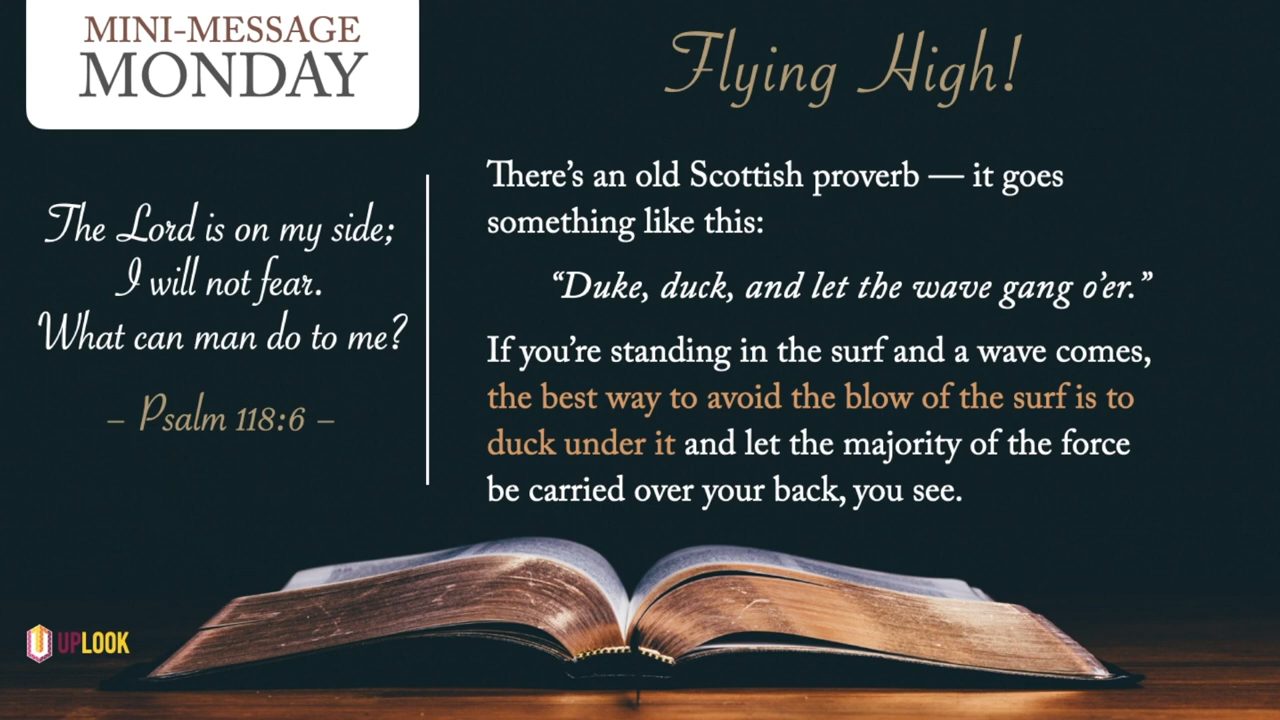 MINI-MESSAGE
MONDAY
Flying High!
The Lord is on my side;
I will not fear.
What can man do to me?
– Psalm 118:6 –
There’s an old Scottish proverb — it goes
something like this:
“Duke, duck, and let the wave gang o’er.”
If you’re standing in the surf and a wave comes,
the best way to avoid the blow of the surf is to
duck under it and let the majority of the force
be carried over your back, you see.
UPLOOK